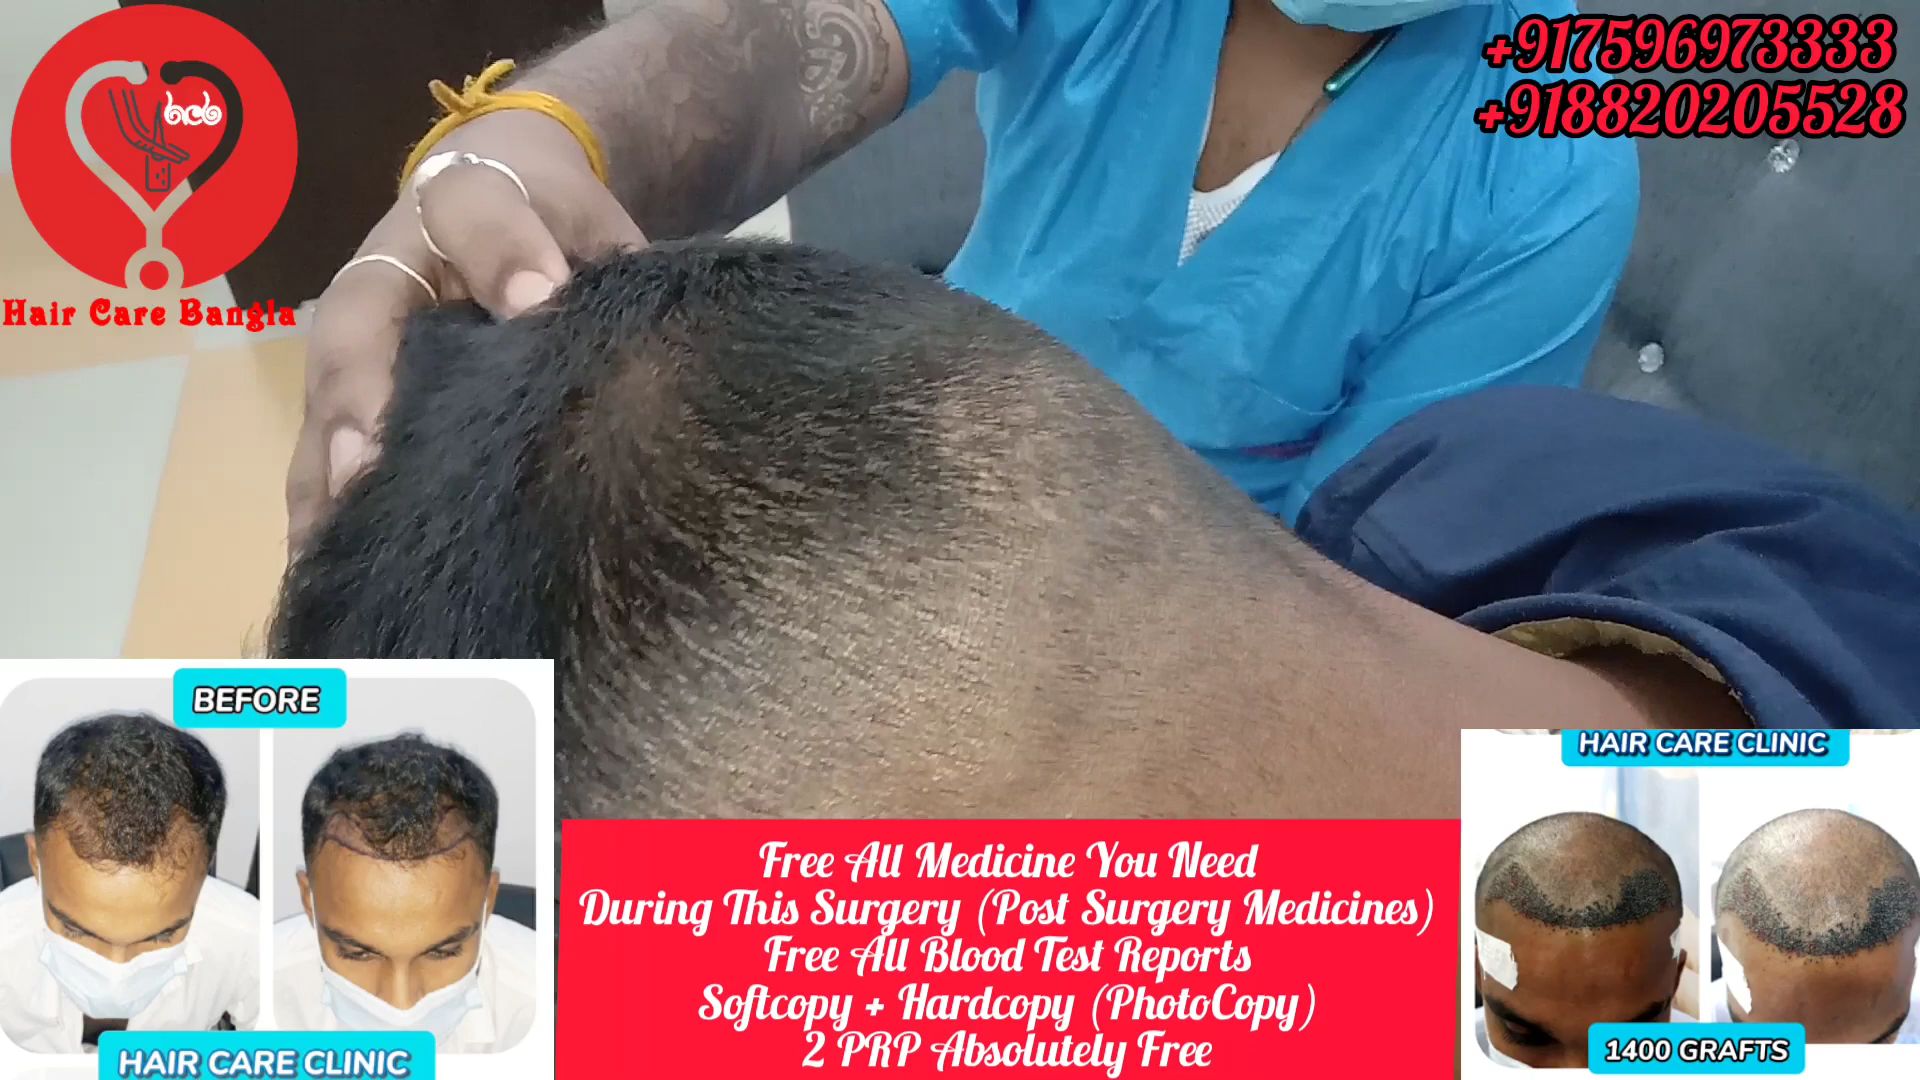 bcb
Hair Care Bangla
+917596973333
+918820205528
BEFORE
HAIR CARE CLINIC
Free All Medicine You Need
During This Surgery (Post Surgery Medicines)
Free All Blood Test Reports
Softcopy + Hardcopy (PhotoCopy)
2 PRP Absolutely Free
HAIR CARE CLINIC
1400 GRAFTS